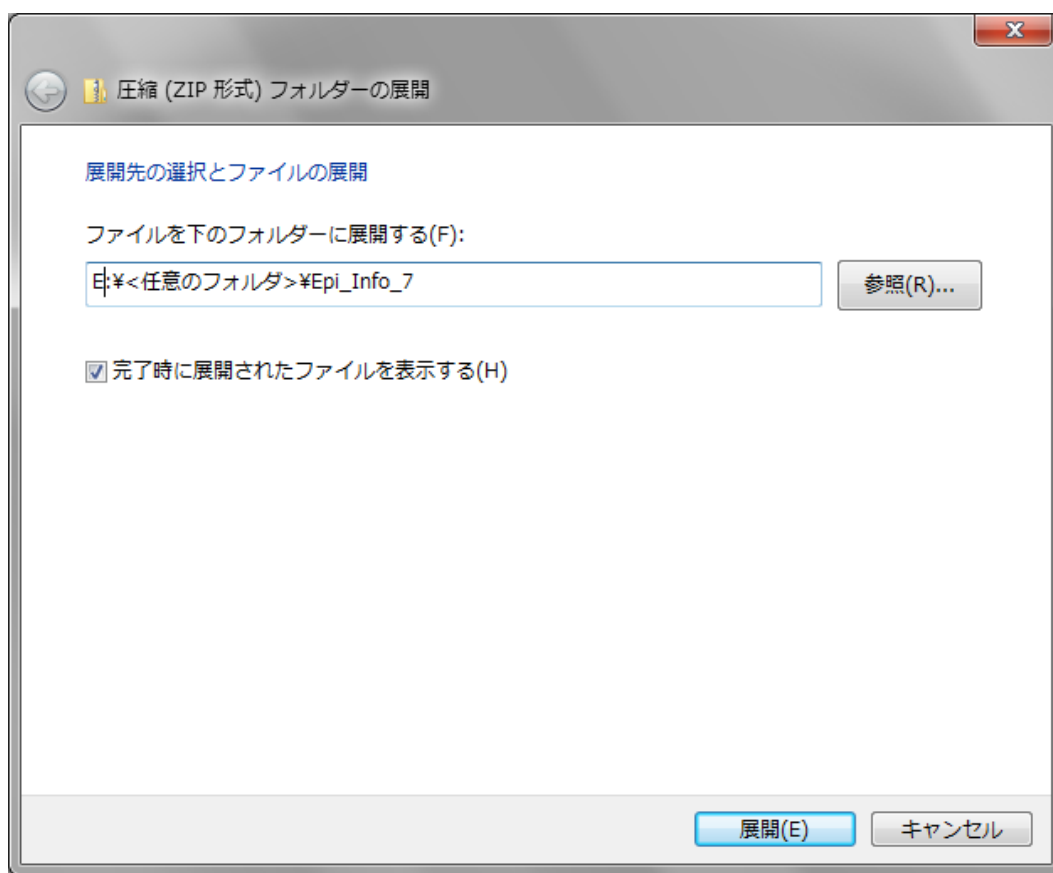 圧縮 (ZIP 形式) フォルダーの展開
展開先の選択とファイルの展開
ファイルを下のフォルダーに展開する(F):
E:¥<任意のフォルダ>¥Epi_Info_7
参照(R)...
完了時に展開されたファイルを表示する(H)
展開(E)
キャンセル